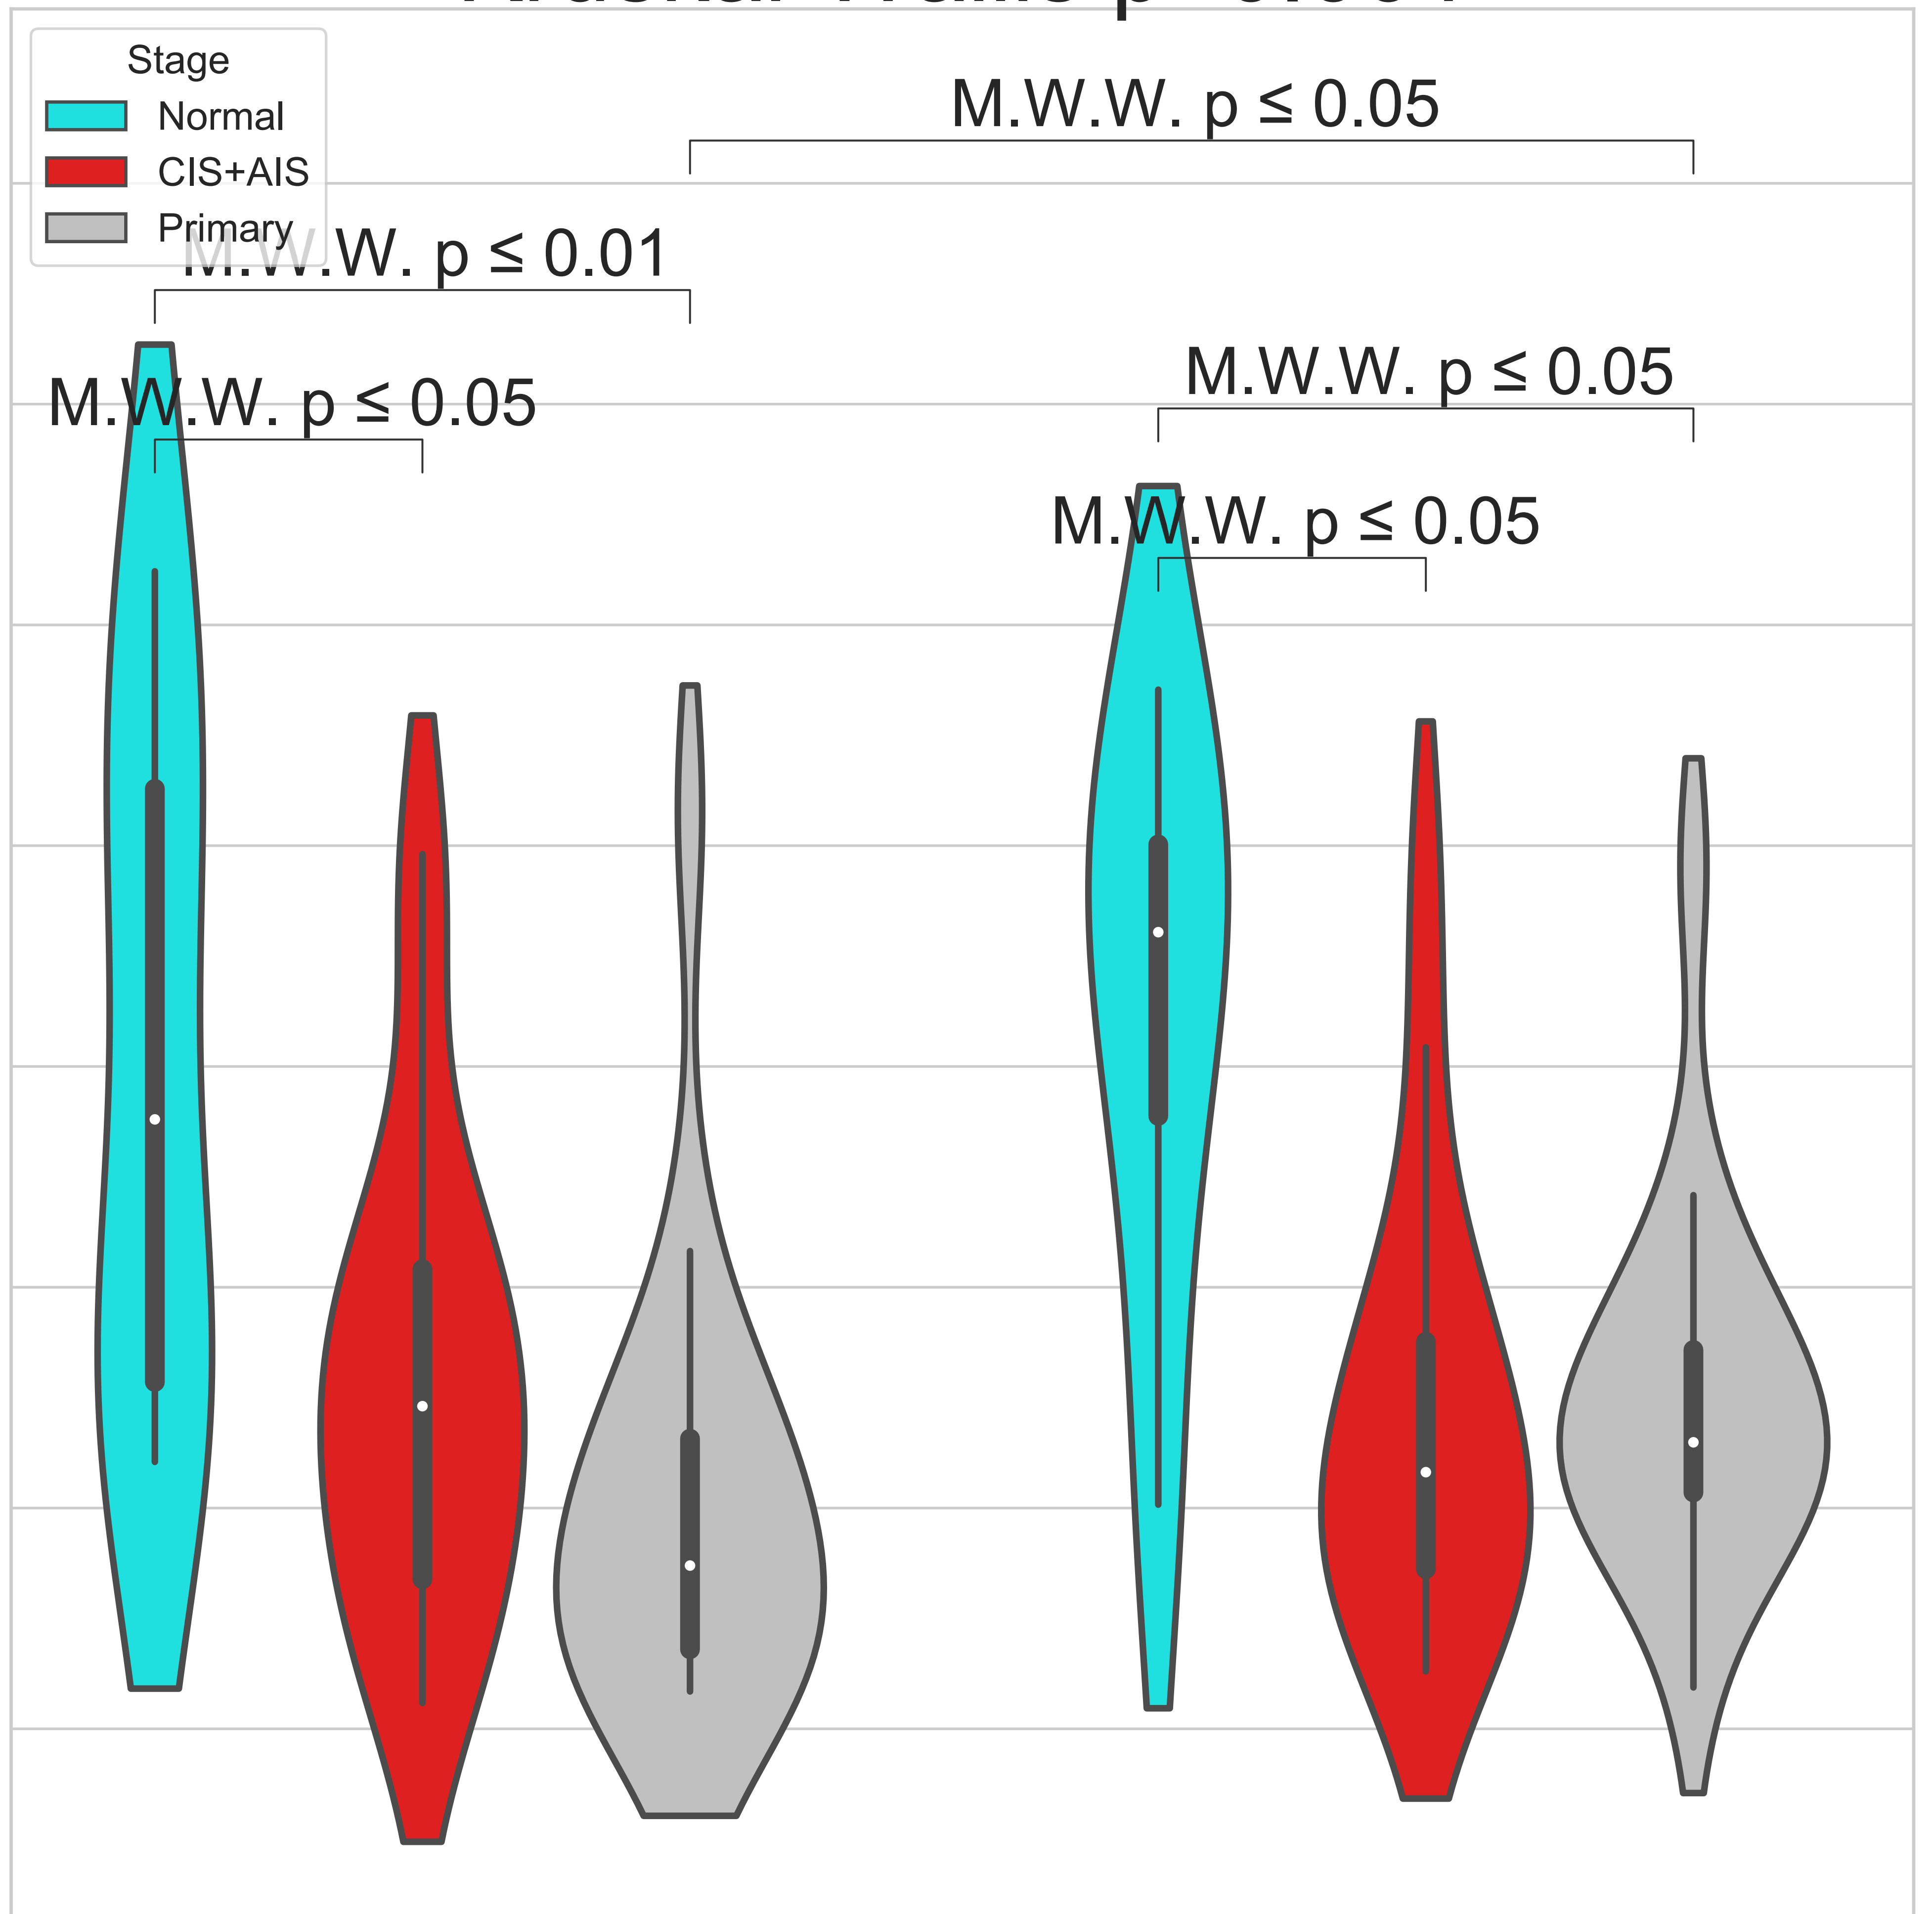 Stage
Normal
CIS+AIS
Primary
M.W.W. p ≤ 0.05
M.W.W. p ≤ 0.01
M.W.W. p ≤ 0.05
M.W.W. p ≤ 0.05
M.W.W. p ≤ 0.05